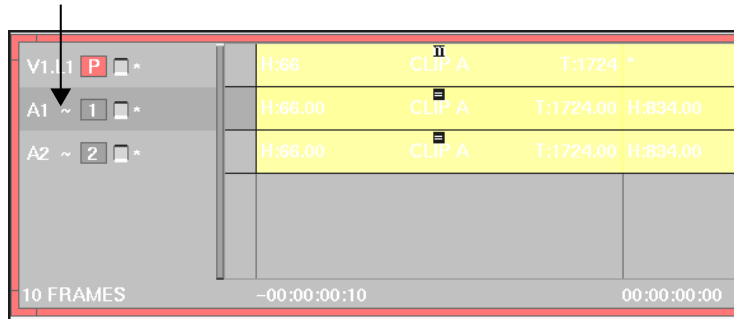 V1.L1 P * H:66 CLIP A T:1724 *
A1 ~ 1 * H:66.00 CLIP A T:1724.00 H:834.00
A2 ~ 2 * H:66.00 CLIP A T:1724.00 H:834.00
10 FRAMES -00:00:00:10 00:00:00:00